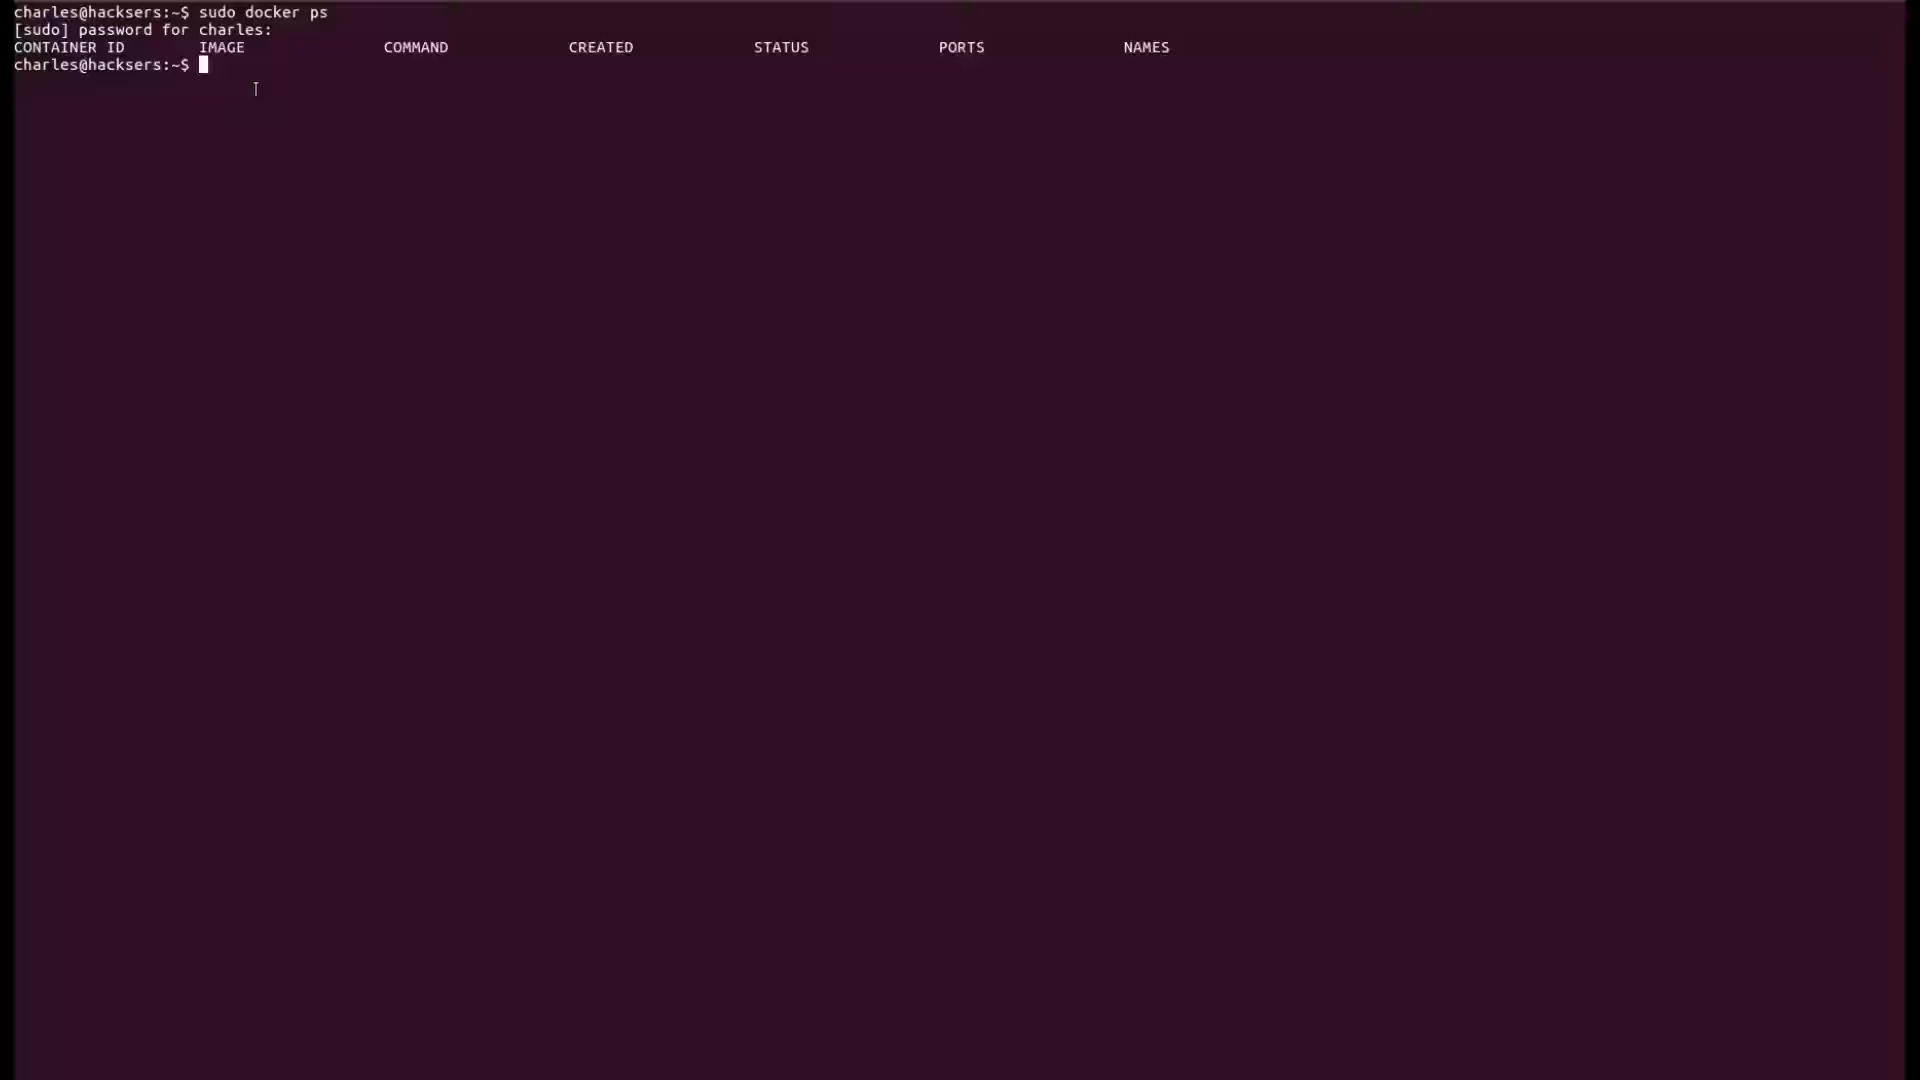 charles@hacksers:~$ sudo docker ps
[sudo] password for charles:
CONTAINER ID IMAGE COMMAND CREATED STATUS PORTS NAMES
charles@hacksers:~$